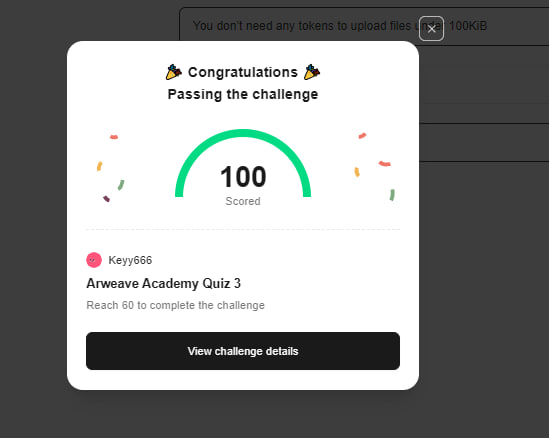 You don't need any tokens to upload files under 100KiB
Congratulations
Passing the challenge
100
Scored
Keyy666
Arweave Academy Quiz 3
Reach 60 to complete the challenge
View challenge details